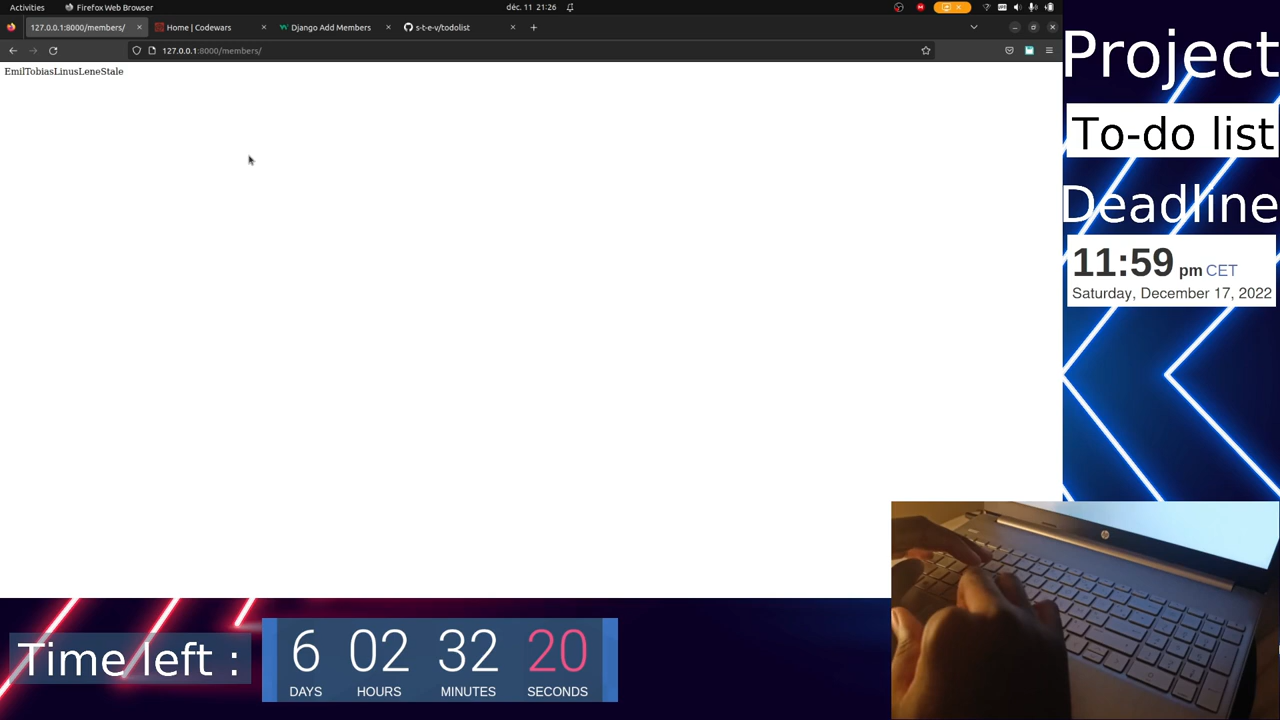 Activities
Firefox Web Browser
déc. 11 21:26
127.0.0.1:8000/members/
Home | Codewars
Django Add Members
s-t-e-v/todolist
127.0.0.1:8000/members/
EmilTobiasLinusLeneStale
Project
To-do list
Deadline
11:59 pm CET
Saturday, December 17, 2022
Time left :
6 02 32 20
DAYS HOURS MINUTES SECONDS
hp